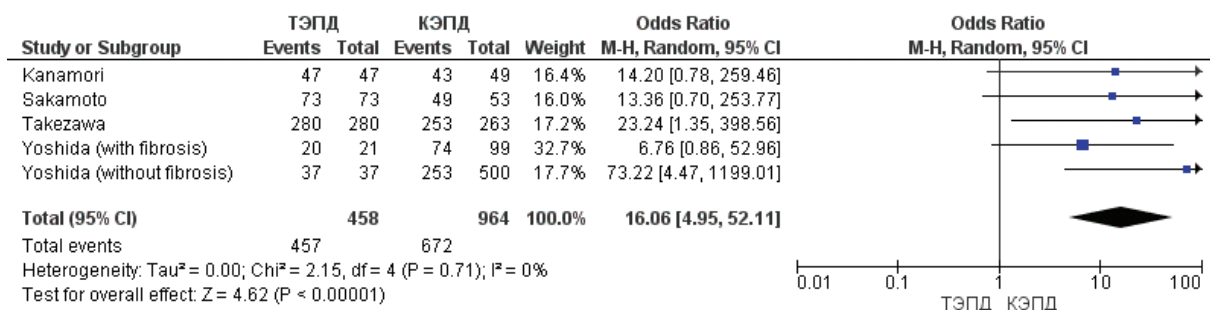 ТЭПД КЭПД Odds Ratio Odds Ratio
Study or Subgroup Events Total Events Total Weight M-H, Random, 95% CI M-H, Random, 95% CI
Kanamori 47 47 43 49 16.4% 14.20 [0.78, 259.46]
Sakamoto 73 73 49 53 16.0% 13.36 [0.70, 253.77]
Takezawa 280 280 253 263 17.2% 23.24 [1.35, 398.56]
Yoshida (with fibrosis) 20 21 74 99 32.7% 6.76 [0.86, 52.96]
Yoshida (without fibrosis) 37 37 253 500 17.7% 73.22 [4.47, 1199.01]
Total (95% CI) 458 964 100.0% 16.06 [4.95, 52.11]
Total events 457 672
Heterogeneity: Tau² = 0.00; Chi² = 2.15, df = 4 (P = 0.71); I² = 0%
Test for overall effect: Z = 4.62 (P < 0.00001)
0.01 0.1 1 10 100
ТЭПД КЭПД